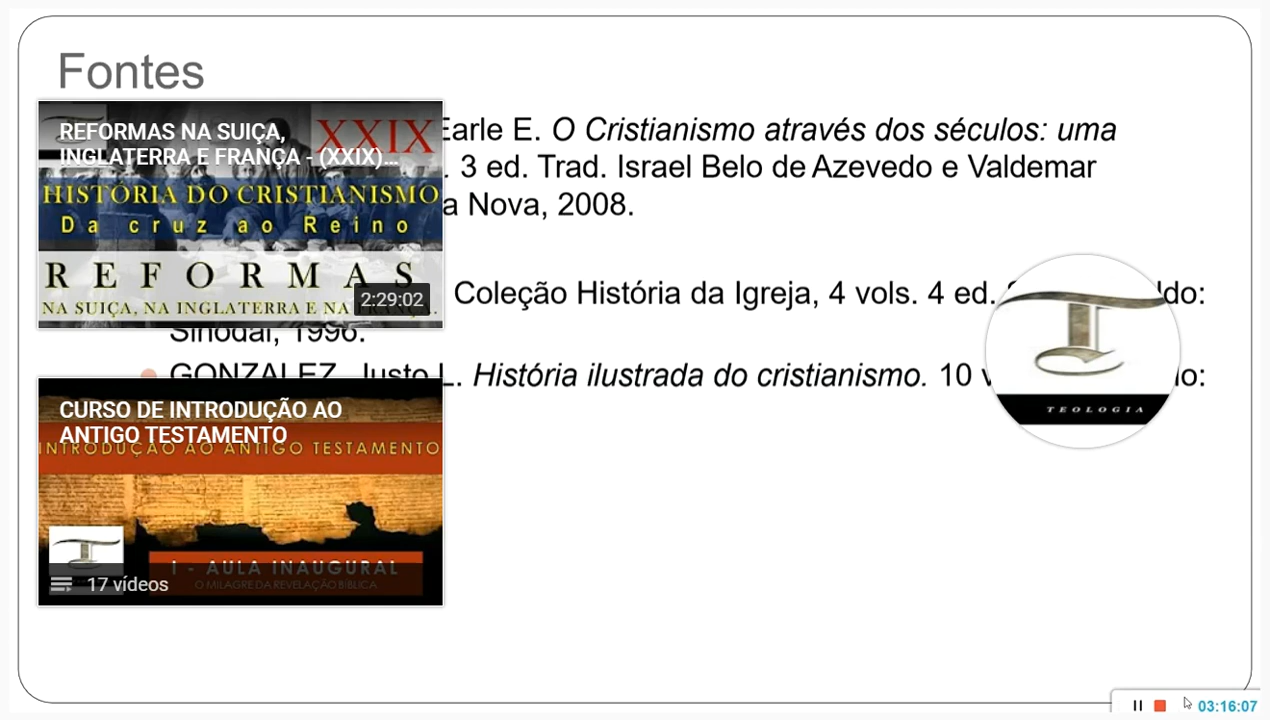 Fontes
Earle E. O Cristianismo através dos séculos: uma
3 ed. Trad. Israel Belo de Azevedo e Valdemar
a Nova, 2008.
Coleção História da Igreja, 4 vols. 4 ed. ldo:
Sinodal, 1996.
GONZALEZ, Justo L. História ilustrada do cristianismo. 10 lo:
REFORMAS NA SUIÇA,
INGLATERRA E FRANÇA - (XXIX)...
XXIX
HISTÓRIA DO CRISTIANISMO
Da cruz ao Reino
REFORMAS
NA SUIÇA, NA INGLATERRA E NA FRANÇA.
2:29:02
CURSO DE INTRODUÇÃO AO
ANTIGO TESTAMENTO
INTRODUÇÃO AO ANTIGO TESTAMENTO
I - AULA INAUGURAL
O MILAGRE DA REVELAÇÃO BÍBLICA
17 vídeos
TEOLOGIA
03:16:07